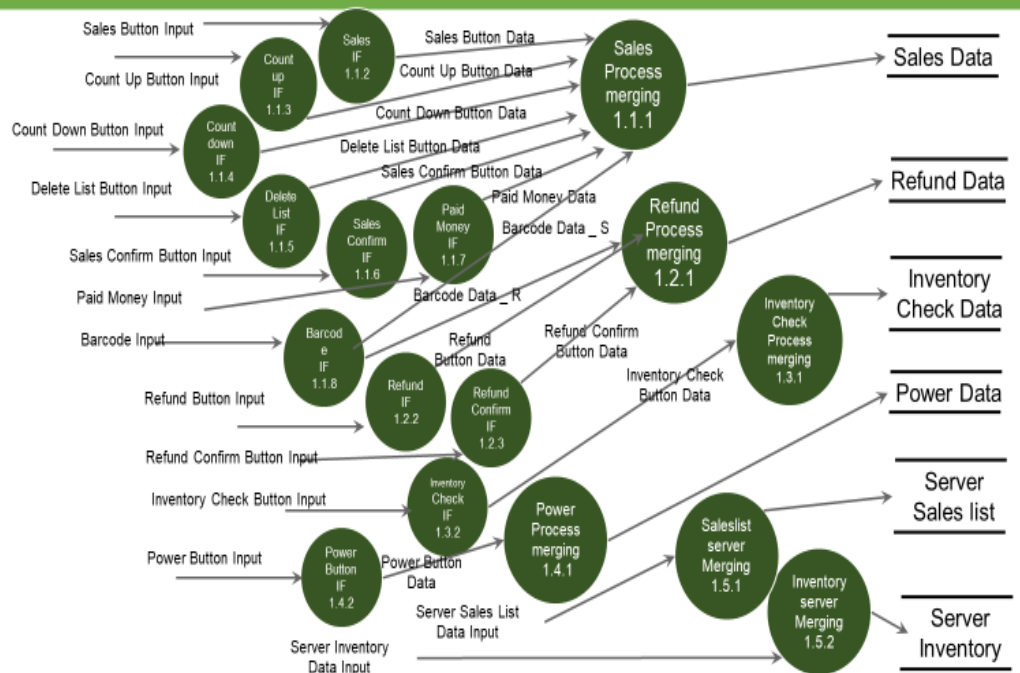 Sales Button Input
Sales
IF
1.1.2
Sales Button Data
Sales
Process
merging
1.1.1
Sales Data
Count
up
IF
1.1.3
Count Up Button Input
Count Up Button Data
Count Down Button Input
Count
down
IF
1.1.4
Count Down Button Data
Delete List Button Data
Delete List Button Input
Delete
List
IF
1.1.5
Sales Confirm Button Data
Sales
Confirm
IF
1.1.6
Paid
Money
IF
1.1.7
Paid Money Data
Refund
Process
merging
1.2.1
Refund Data
Barcode Data _ S
Sales Confirm Button Input
Paid Money Input
Barcode Data _ R
Inventory
Check Data
Inventory
Check
Process
merging
1.3.1
Barcode Input
Barcod
e
IF
1.1.8
Refund
Button Data
Refund Confirm
Button Data
Inventory Check
Button Data
Power Data
Refund Button Input
Refund
IF
1.2.2
Refund
Confirm
IF
1.2.3
Refund Confirm Button Input
Inventory Check Button Input
Inventory
Check
IF
1.3.2
Power
Process
merging
1.4.1
Saleslist
server
Merging
1.5.1
Server
Sales list
Power Button Input
Power
Button
IF
1.4.2
Power Button
Data
Server Sales List
Data Input
Inventory
server
Merging
1.5.2
Server
Inventory
Server Inventory
Data Input